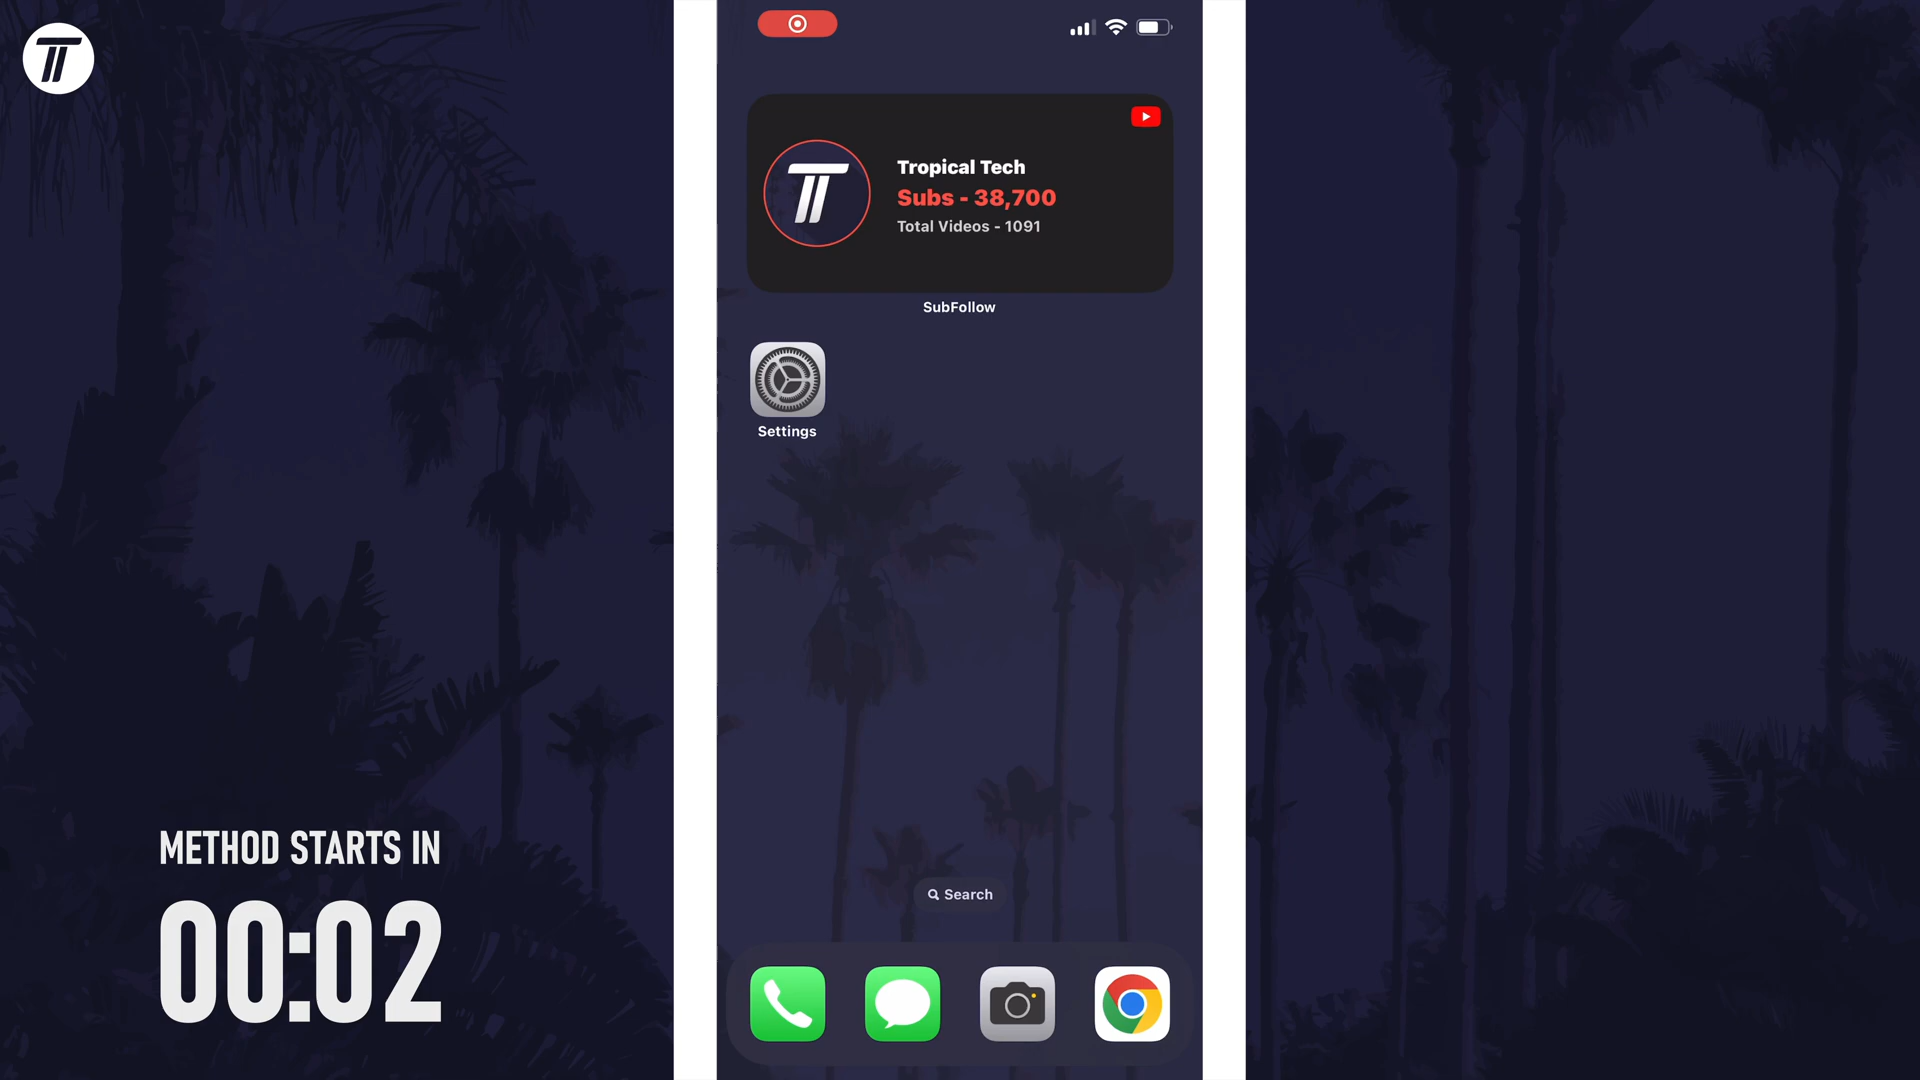 Tropical Tech
Subs - 38,700
Total Videos - 1091
SubFollow
Settings
METHOD STARTS IN
00:02
Search